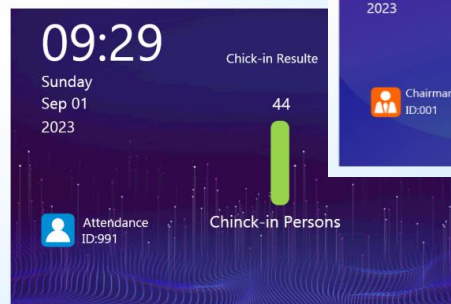 09:29
Sunday
Sep 01
2023
Chick-in Resulte
44
Chinck-in Persons
Attendance
ID:991
2023
Chairman
ID:001